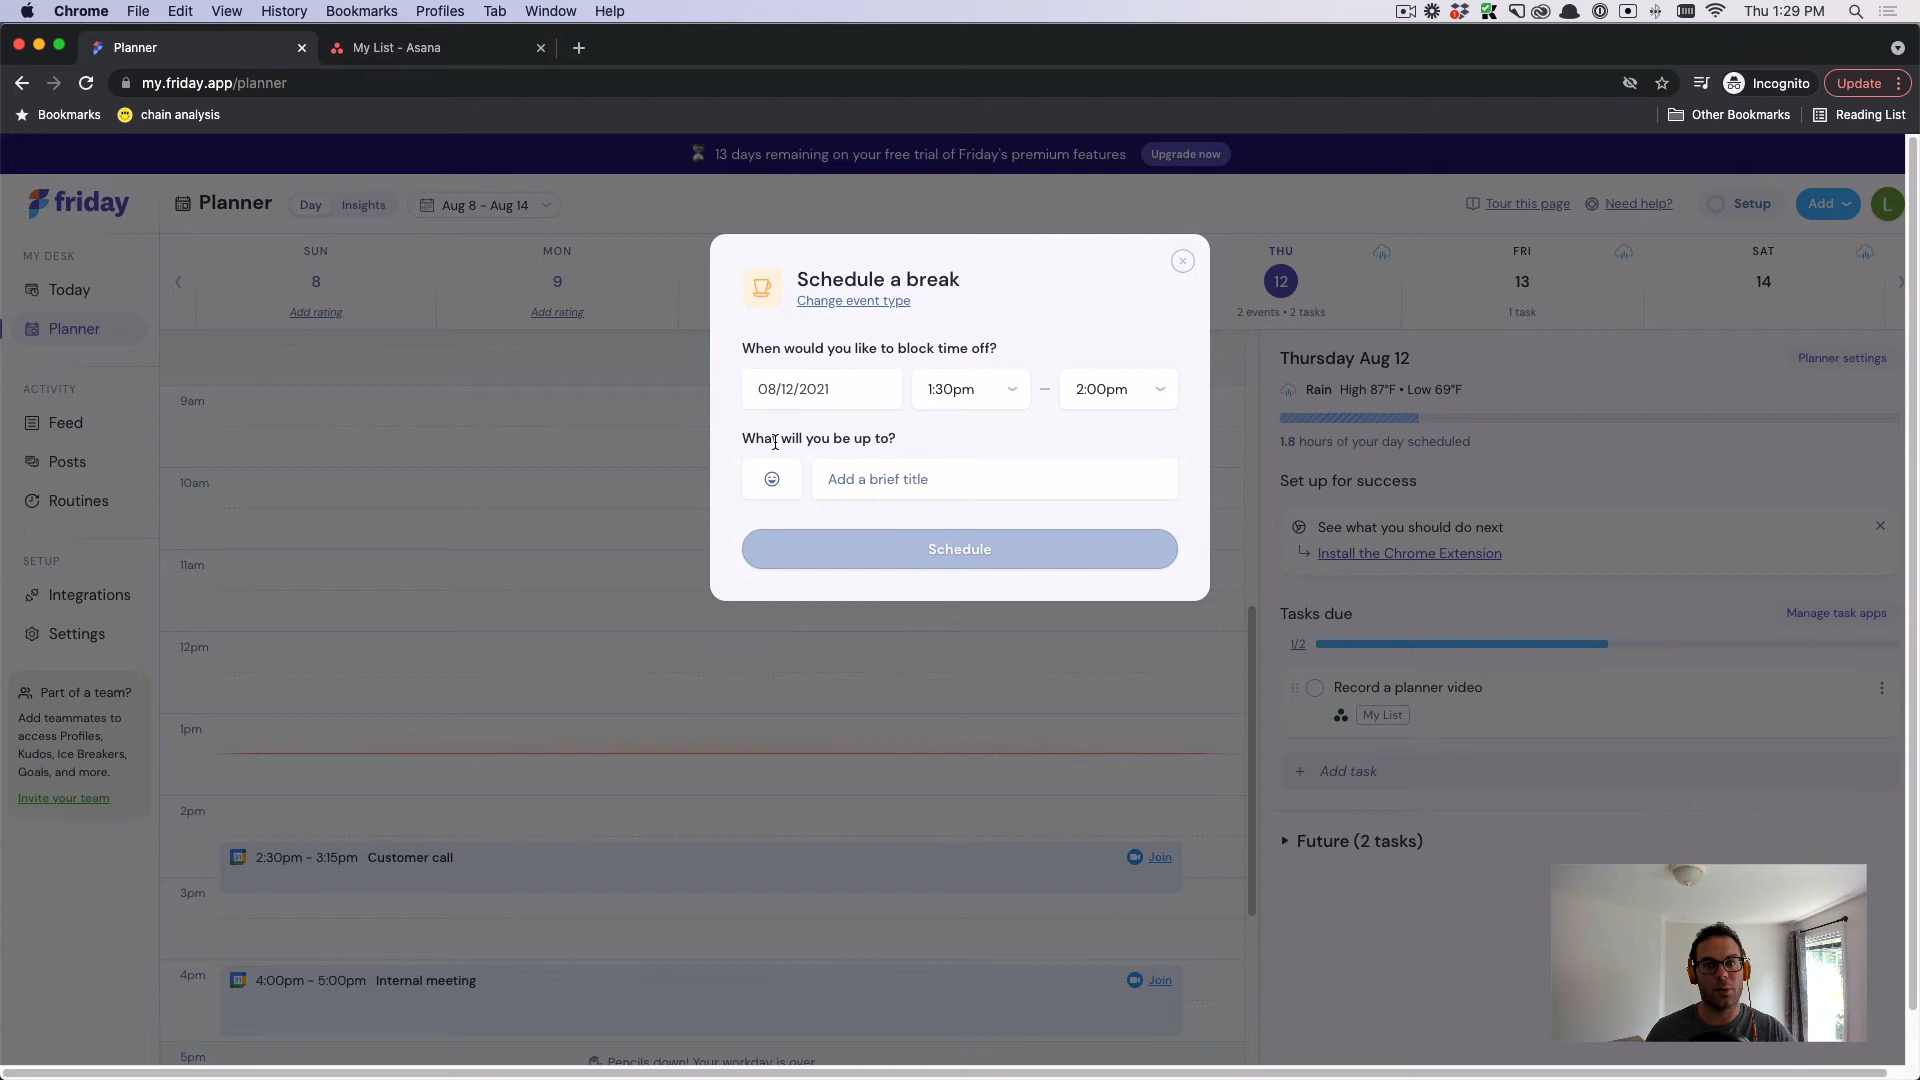 Chrome File Edit View History Bookmarks Profiles Tab Window Help Thu 1:29 PM
Planner My List - Asana
my.friday.app/planner Incognito Update
Bookmarks chain analysis Other Bookmarks Reading List
13 days remaining on your free trial of Friday's premium features Upgrade now
friday Planner Day Insights Aug 8 - Aug 14 Tour this page Need help? Setup Add L
MY DESK
Today
Planner
ACTIVITY
Feed
Posts
Routines
SETUP
Integrations
Settings
Part of a team?
Add teammates to
access Profiles,
Kudos, Ice Breakers,
Goals, and more.
Invite your team
SUN MON THU FRI SAT
8 9 12 13 14
Add rating Add rating 2 events • 2 tasks 1 task
9am
10am
11am
12pm
1pm
2pm
2:30pm - 3:15pm Customer call Join
3pm
4pm
4:00pm - 5:00pm Internal meeting Join
5pm
Pencils down! Your workday is over
Schedule a break
Change event type
When would you like to block time off?
08/12/2021 1:30pm – 2:00pm
What will you be up to?
Add a brief title
Schedule
Thursday Aug 12 Planner settings
Rain High 87°F • Low 69°F
1.8 hours of your day scheduled
Set up for success
See what you should do next
Install the Chrome Extension
Tasks due Manage task apps
1/2
Record a planner video
My List
+ Add task
Future (2 tasks)